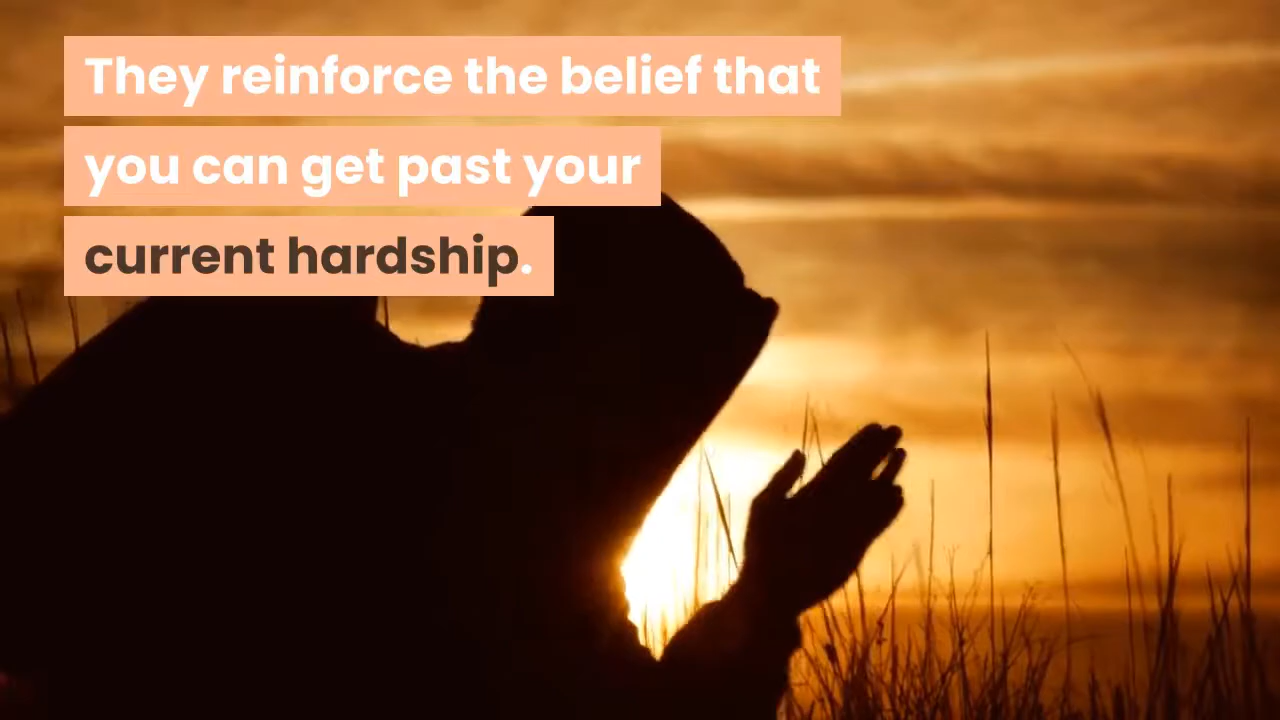 They reinforce the belief that
you can get past your
current hardship.